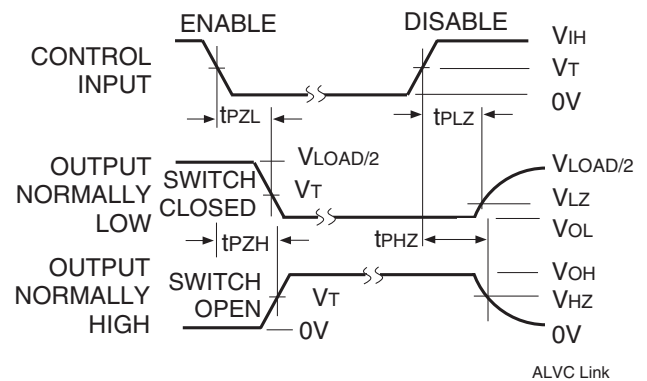 ENABLE DISABLE
CONTROL INPUT
VIH
VT
0V
tPZL tPLZ
OUTPUT NORMALLY LOW
SWITCH CLOSED
VLOAD/2
VT
VLOAD/2
VLZ
VOL
tPZH tPHZ
OUTPUT NORMALLY HIGH
SWITCH OPEN
VT
0V
VOH
VHZ
0V
ALVC Link